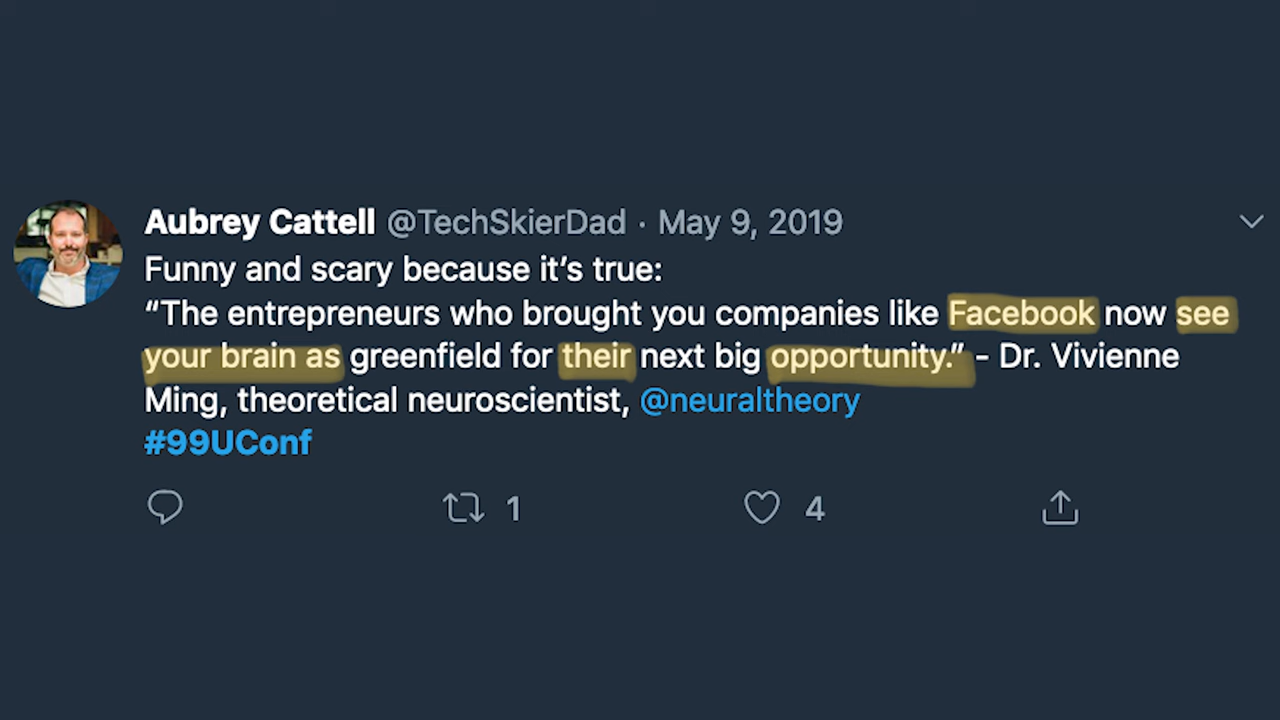 Aubrey Cattell @TechSkierDad · May 9, 2019
Funny and scary because it’s true:
“The entrepreneurs who brought you companies like Facebook now see
your brain as greenfield for their next big opportunity.” – Dr. Vivienne
Ming, theoretical neuroscientist, @neuraltheory
#99UConf
1 4